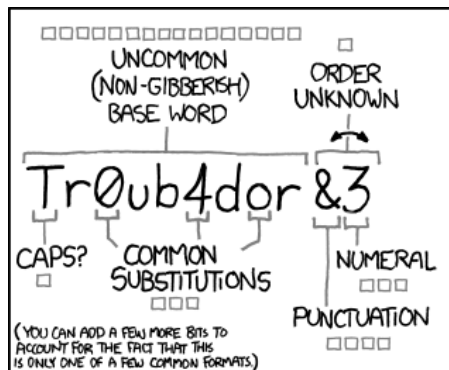 UNCOMMON
(NON-GIBBERISH)
BASE WORD
ORDER
UNKNOWN
Tr0ub4dor &3
CAPS?
COMMON
SUBSTITUTIONS
NUMERAL
PUNCTUATION
(YOU CAN ADD A FEW MORE BITS TO
ACCOUNT FOR THE FACT THAT THIS
IS ONLY ONE OF A FEW COMMON FORMATS.)